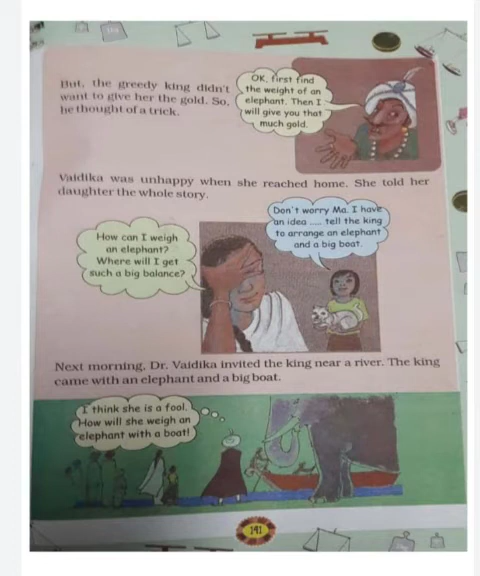 But, the greedy king didn't
want to give her the gold. So,
he thought of a trick.
OK, first find
the weight of an
elephant. Then I
will give you that
much gold.
Vaidika was unhappy when she reached home. She told her
daughter the whole story.
Don't worry Ma. I have
an idea ..... tell the king
to arrange an elephant
and a big boat.
How can I weigh
an elephant?
Where will I get
such a big balance?
Next morning, Dr. Vaidika invited the king near a river. The king
came with an elephant and a big boat.
I think she is a fool.
How will she weigh an
elephant with a boat!
191